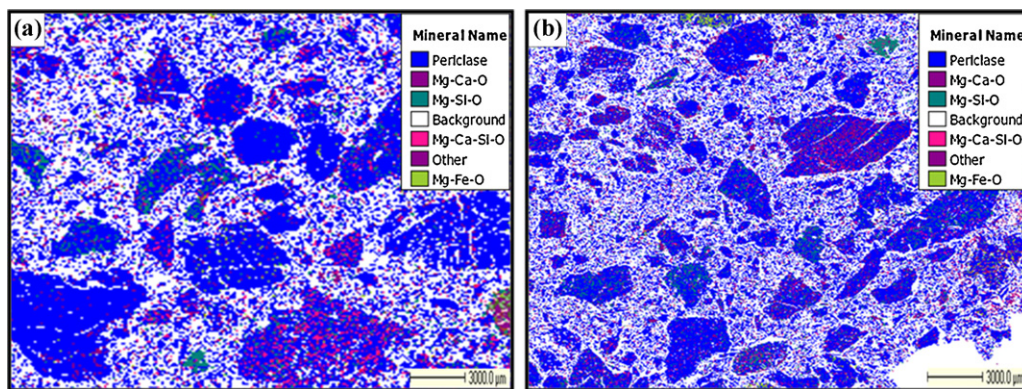 (a)
Mineral Name
Periclase
Mg-Ca-O
Mg-SI-O
Background
Mg-Ca-SI-O
Other
Mg-Fe-O
3000.0 µm
(b)
Mineral Name
Periclase
Mg-Ca-O
Mg-SI-O
Background
Mg-Ca-SI-O
Other
Mg-Fe-O
3000.0 µm